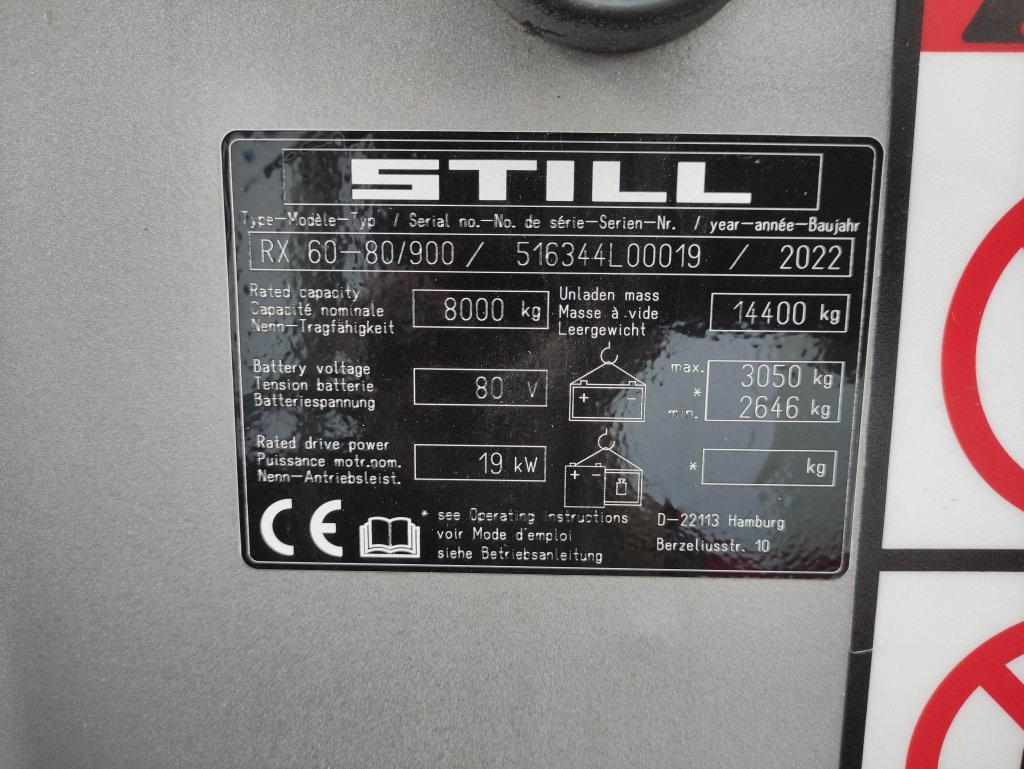 STILL
Type–Modèle–Typ / Serial no.–No. de série–Serien–Nr. / year–année–Baujahr
RX 60–80/900 / 516344L00019 / 2022
Rated capacity
Capacité nominale
Nenn–Tragfähigkeit
8000 kg
Unladen mass
Masse à vide
Leergewicht
14400 kg
Battery voltage
Tension batterie
Batteriespannung
80 V
+ –
max. 3050 kg
*
min. 2646 kg
Rated drive power
Puissance motr.nom.
Nenn–Antriebsleist.
19 kW
+ –
* kg
CE
* see Operating instructions
voir Mode d'emploi
siehe Betriebsanleitung
D–22113 Hamburg
Berzeliusstr. 10